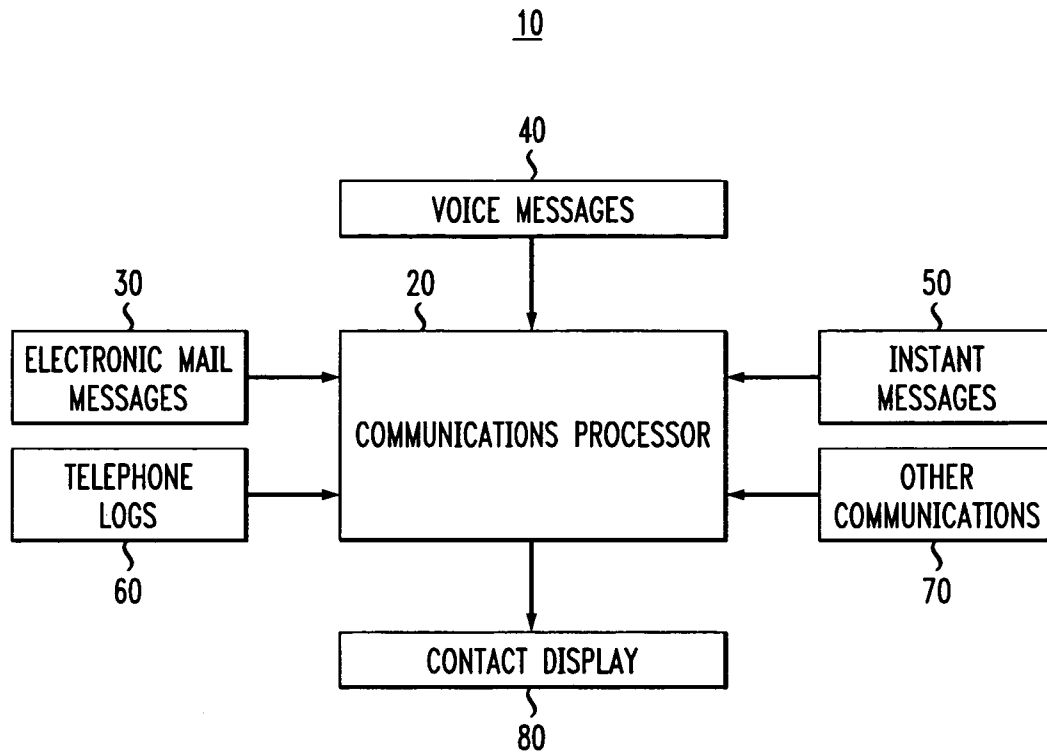 10
40
VOICE MESSAGES
30
20
50
ELECTRONIC MAIL
MESSAGES
COMMUNICATIONS PROCESSOR
INSTANT
MESSAGES
TELEPHONE
LOGS
OTHER
COMMUNICATIONS
60
70
CONTACT DISPLAY
80